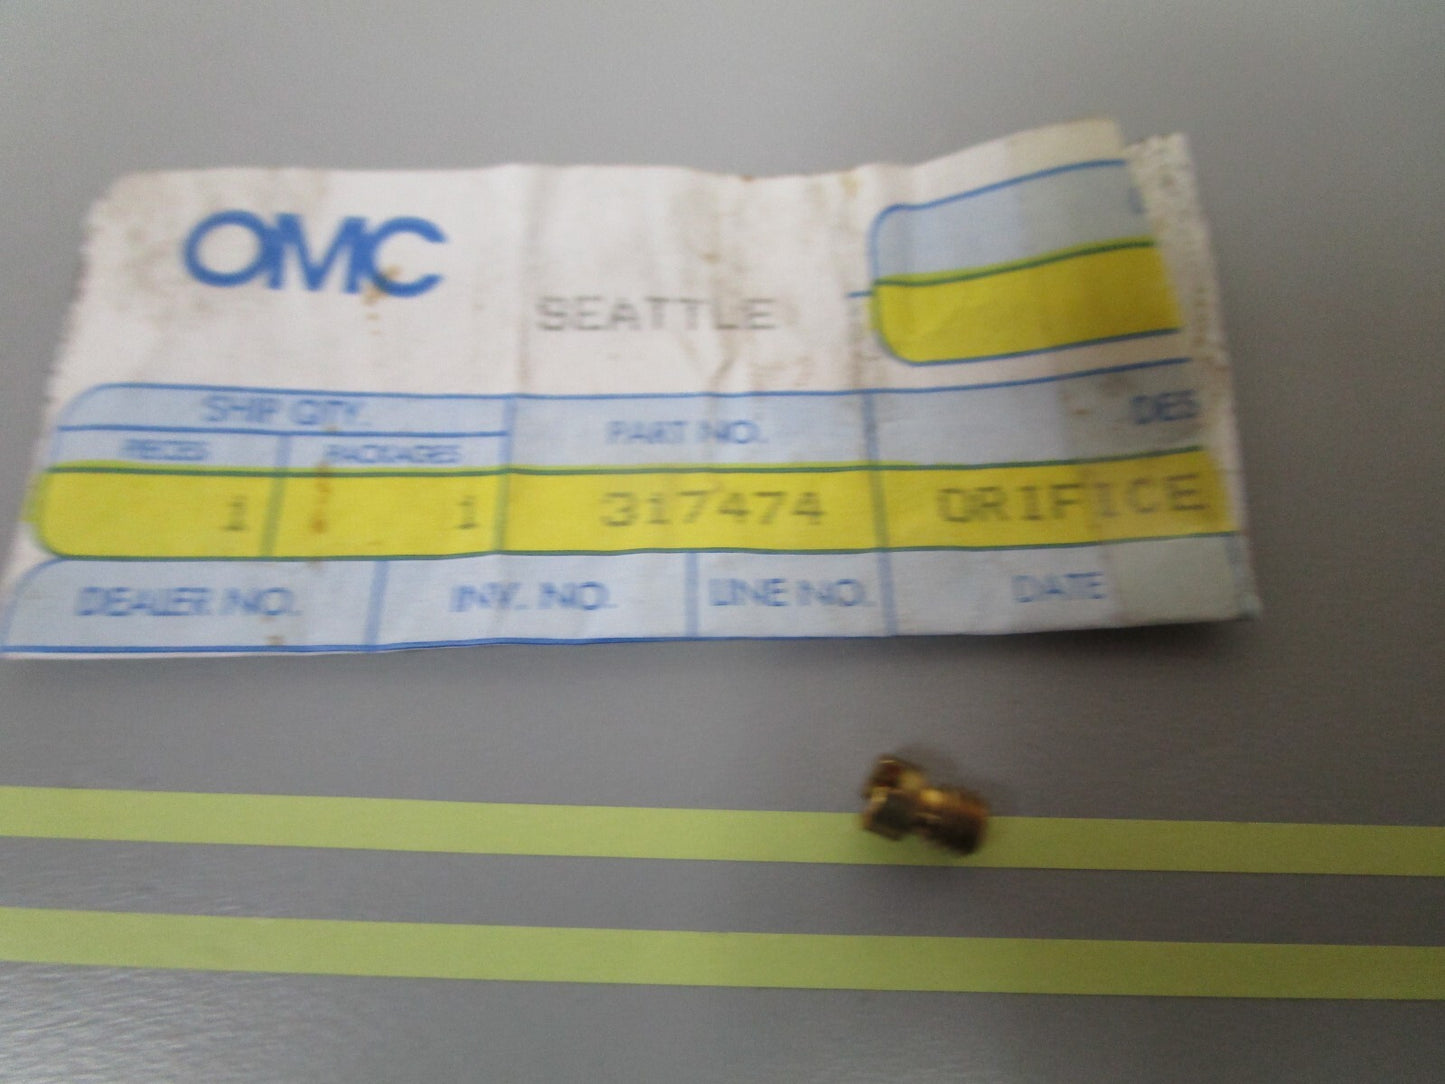 OMC
SEATTLE
SHIP QTY. PART NO. DES
PIECES PACKAGES
1 1 317474 ORIFICE
DEALER NO. INV. NO. LINE NO. DATE